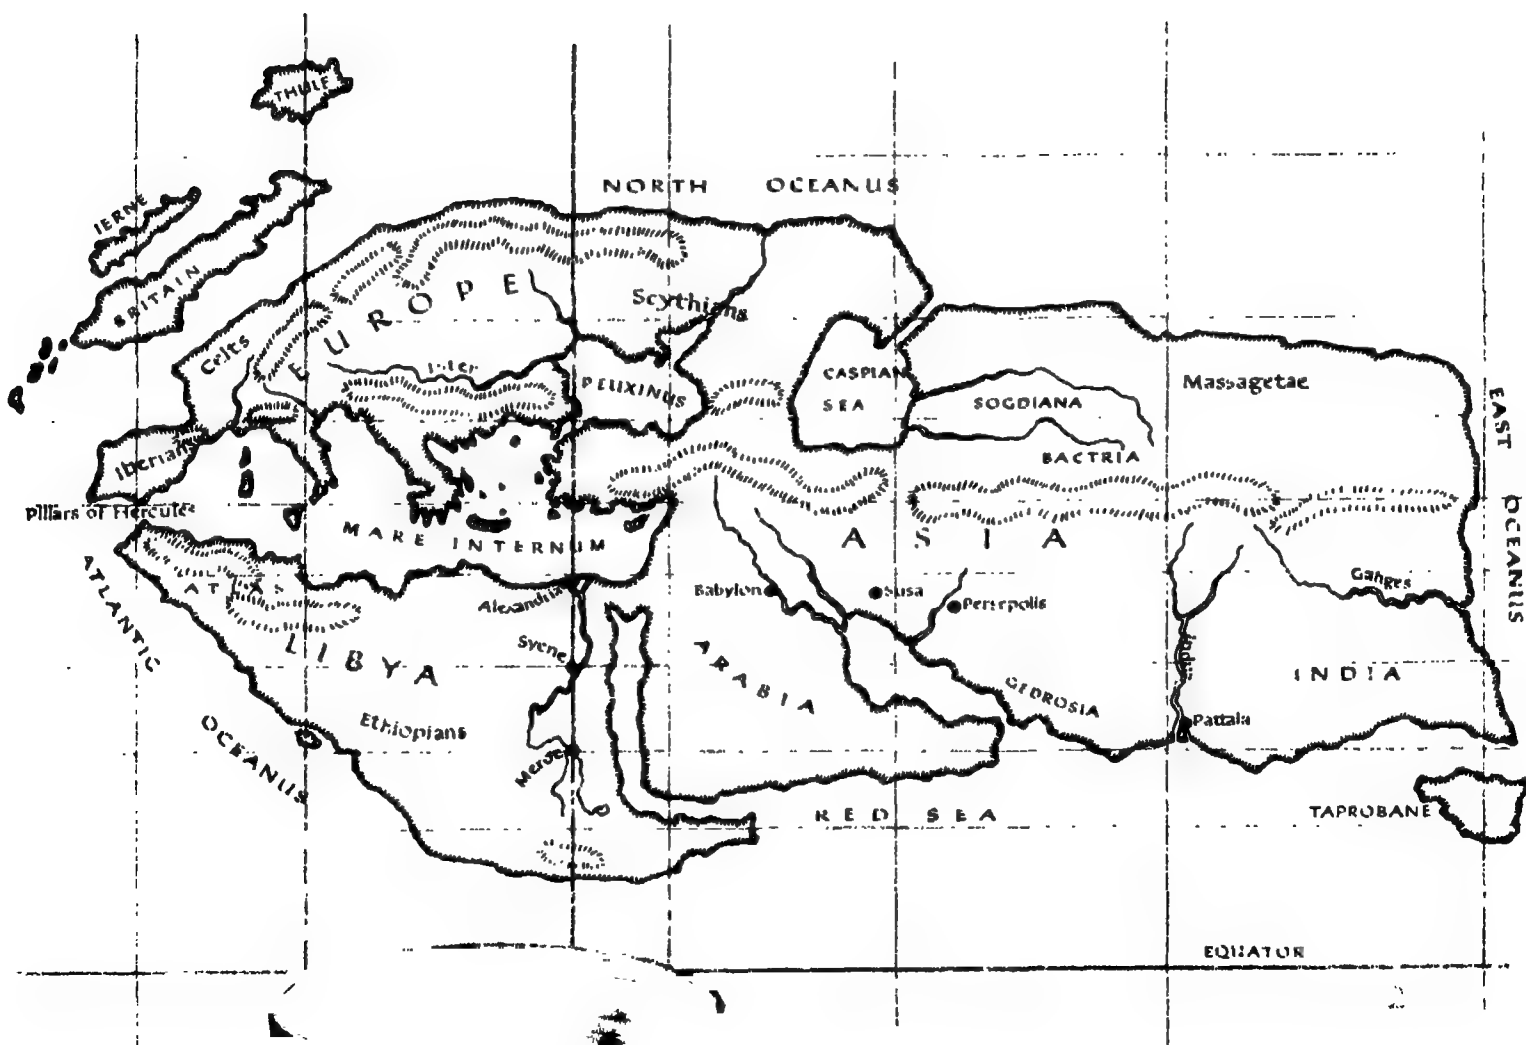 THULE
NORTH OCEANUS
IERNE
BRITAIN
EUROPE
Scythians
Celts
Ister
P. EUXINUS
CASPIAN
SEA
SOGDIANA
Massagetae
BACTRIA
EAST OCEANUS
Iberians
Pillars of Hercules
MARE INTERNUM
ASIA
ATLAS
ATLANTIC
OCEANUS
Alexandria
Babylon
Susa
Persepolis
Ganges
LIBYA
Syene
ARABIA
Indus
INDIA
GEDROSIA
Ethiopians
Pattala
Meroe
RED SEA
TAPROBANE
EQUATOR